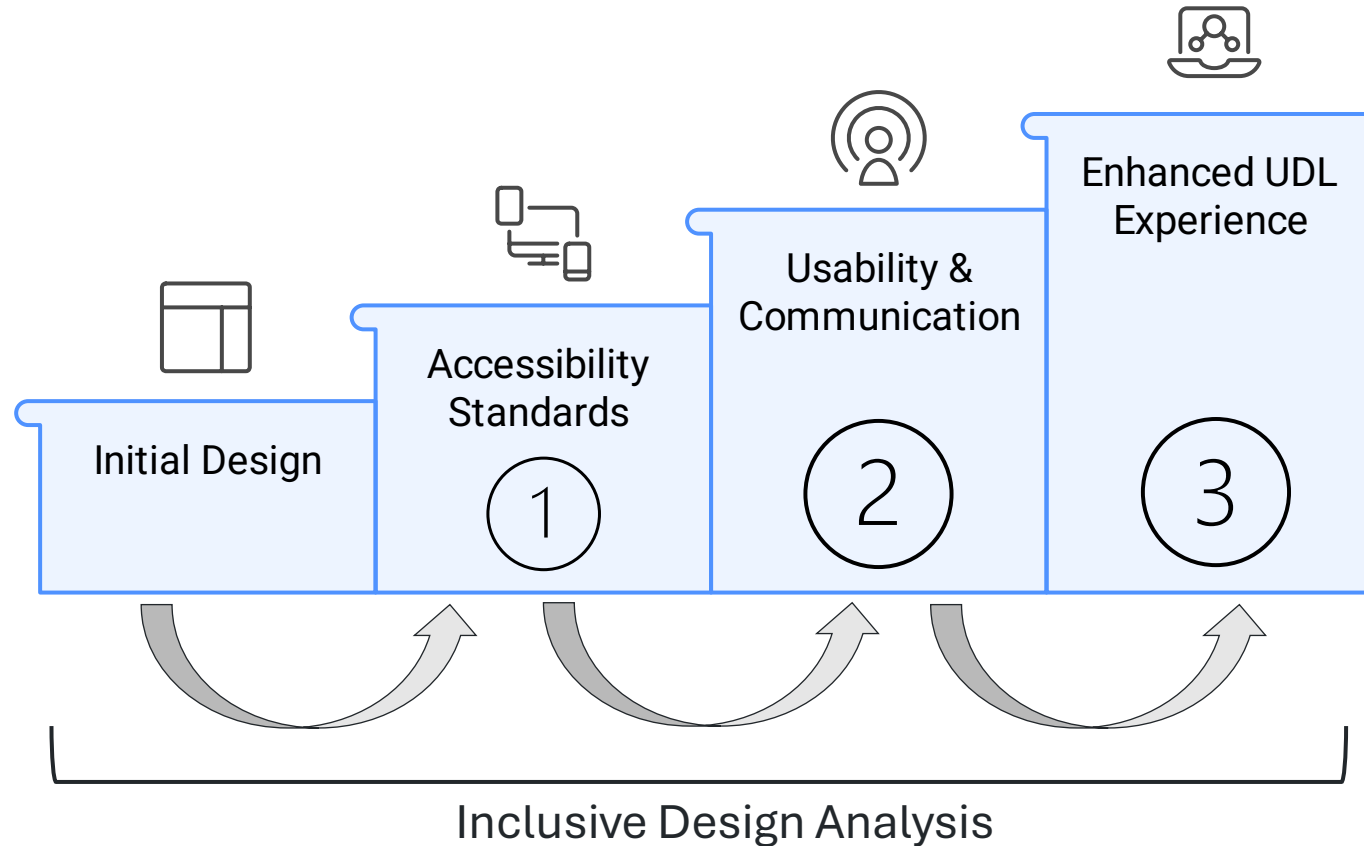 Initial Design
Accessibility
Standards
1
Usability &
Communication
2
Enhanced UDL
Experience
3
Inclusive Design Analysis